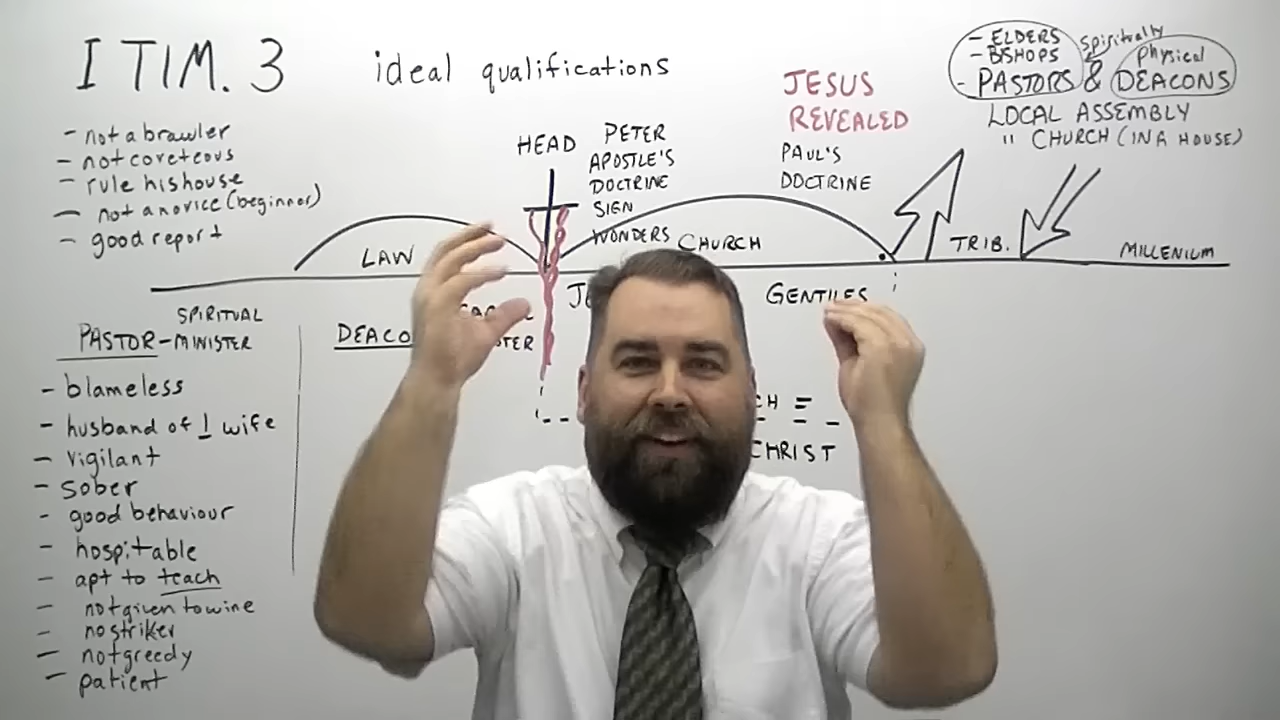 I TIM. 3
ideal qualifications
- not a brawler
- not coveteous
- rule his house
- not a novice (beginner)
- good report
HEAD
PETER
APOSTLE'S
DOCTRINE
SIGN
WONDERS
JESUS
REVEALED
PAUL'S
DOCTRINE
- ELDERS
- BISHOPS
- PASTORS & DEACONS
spiritually
physical
LOCAL ASSEMBLY
" CHURCH (IN A HOUSE)
LAW
CHURCH
TRIB.
MILLENIUM
GENTILES
SPIRITUAL
PASTOR - MINISTER
- blameless
- husband of 1 wife
- vigilant
- sober
- good behaviour
- hospitable
- apt to teach
- not given to wine
- no striker
- not greedy
- patient
DEACO
CH =
CHRIST